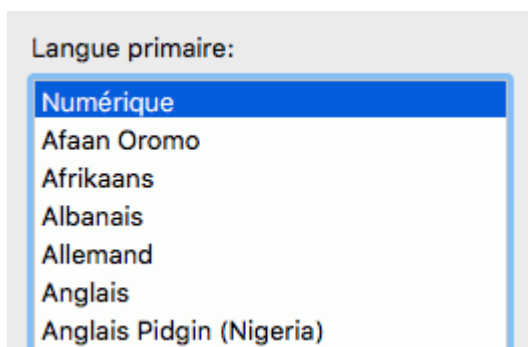 Langue primaire:
Numérique
Afaan Oromo
Afrikaans
Albanais
Allemand
Anglais
Anglais Pidgin (Nigeria)